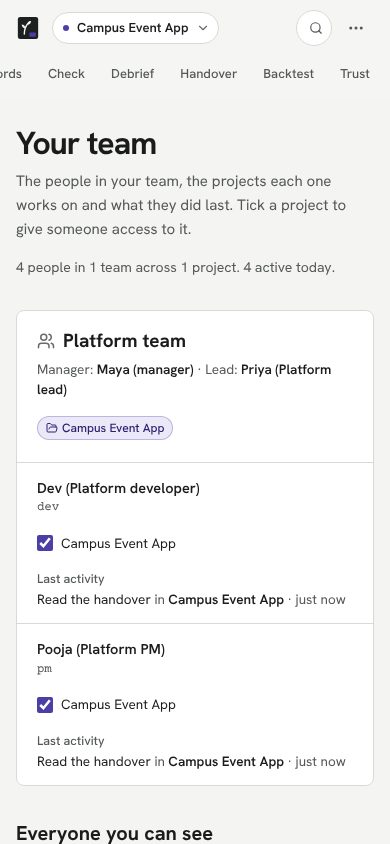 Campus Event App
ords Check Debrief Handover Backtest Trust
Your team
The people in your team, the projects each one
works on and what they did last. Tick a project to
give someone access to it.
4 people in 1 team across 1 project. 4 active today.
Platform team
Manager: Maya (manager) · Lead: Priya (Platform
lead)
Campus Event App
Dev (Platform developer)
dev
Campus Event App
Last activity
Read the handover in Campus Event App · just now
Pooja (Platform PM)
pm
Campus Event App
Last activity
Read the handover in Campus Event App · just now
Everyone you can see